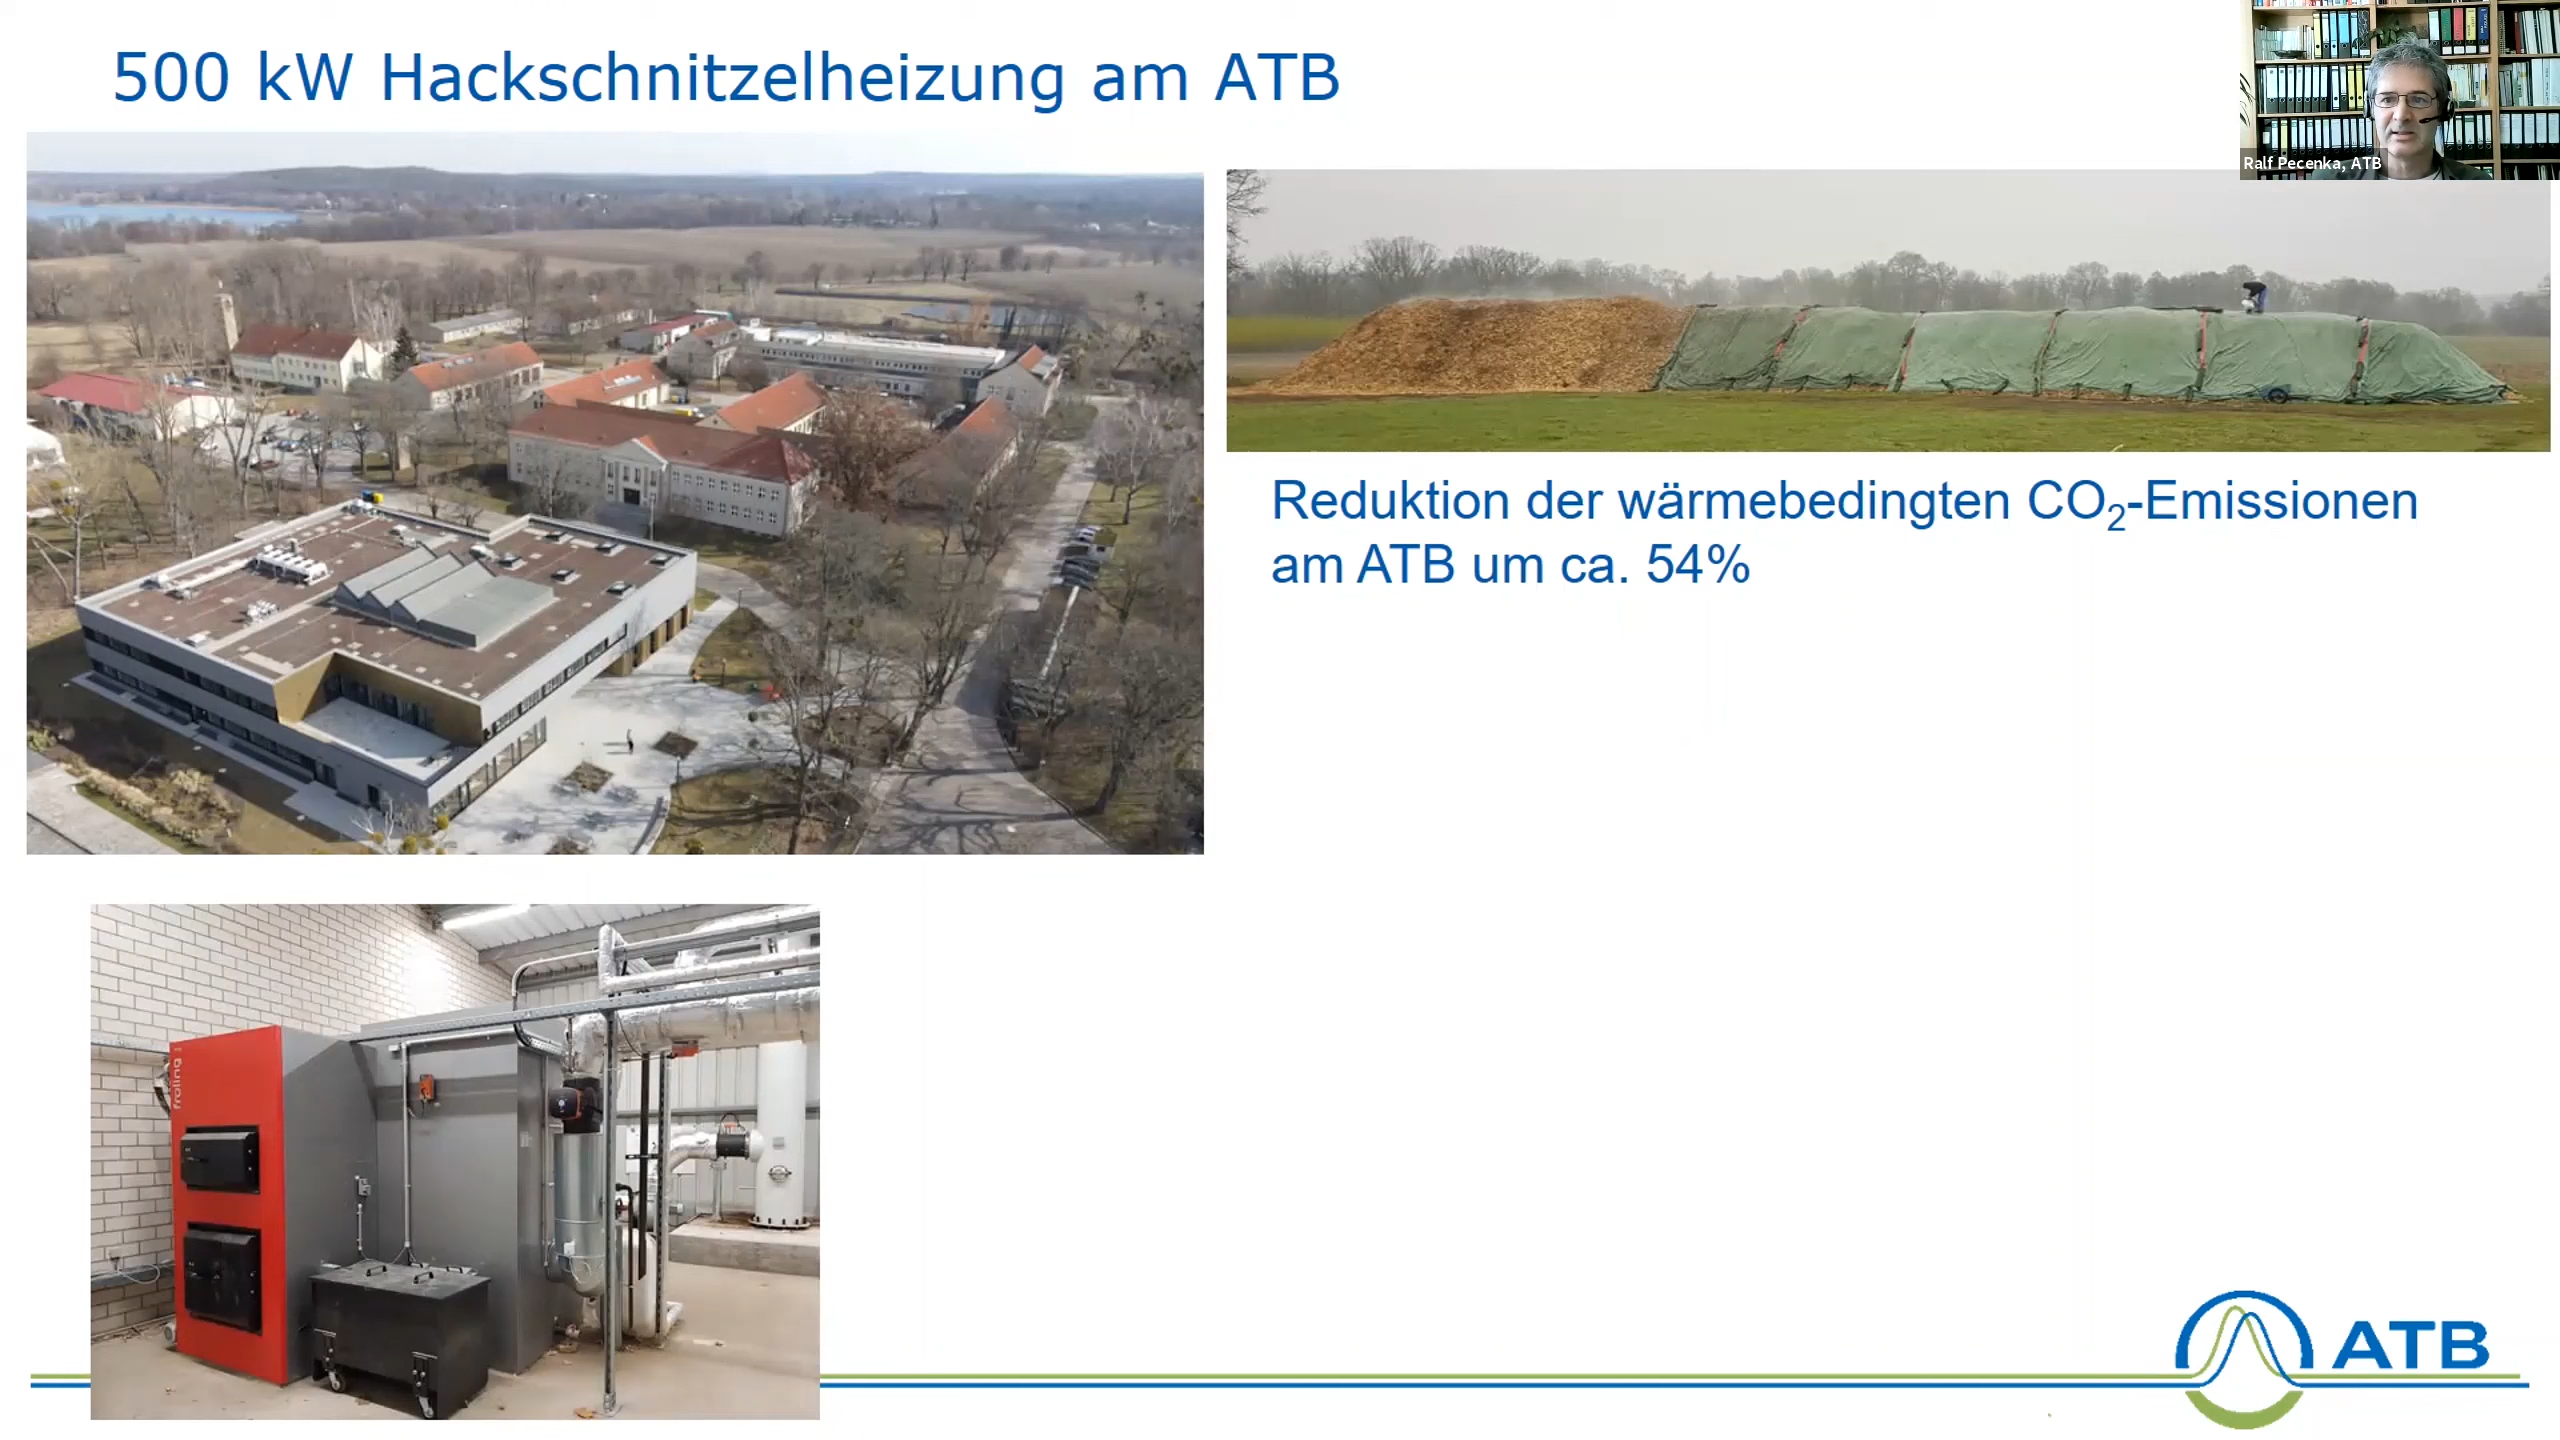 500 kW Hackschnitzelheizung am ATB
Ralf Pecenka, ATB
Reduktion der wärmebedingten CO₂-Emissionen
am ATB um ca. 54%
froling
ATB